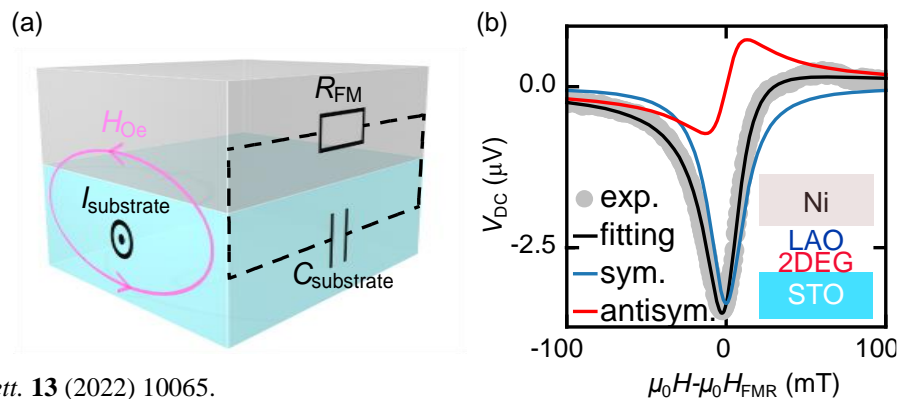 (a)
R_FM
H_Oe
I_substrate
C_substrate
ett. 13 (2022) 10065.
(b)
0.0
-2.5
V_DC (μV)
exp.
fitting
sym.
antisym.
Ni
LAO
2DEG
STO
-100
0
100
μ₀H-μ₀H_FMR (mT)